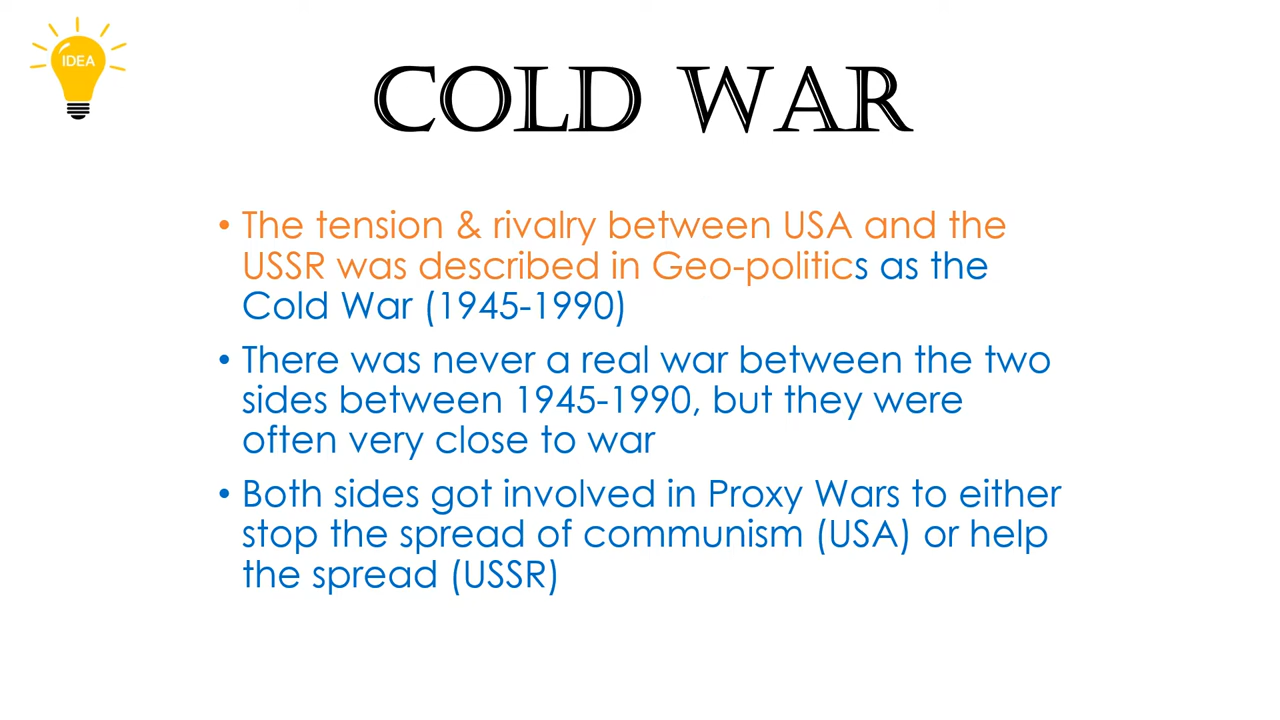 IDEA
COLD WAR
• The tension & rivalry between USA and the
USSR was described in Geo-politics as the
Cold War (1945-1990)
• There was never a real war between the two
sides between 1945-1990, but they were
often very close to war
• Both sides got involved in Proxy Wars to either
stop the spread of communism (USA) or help
the spread (USSR)